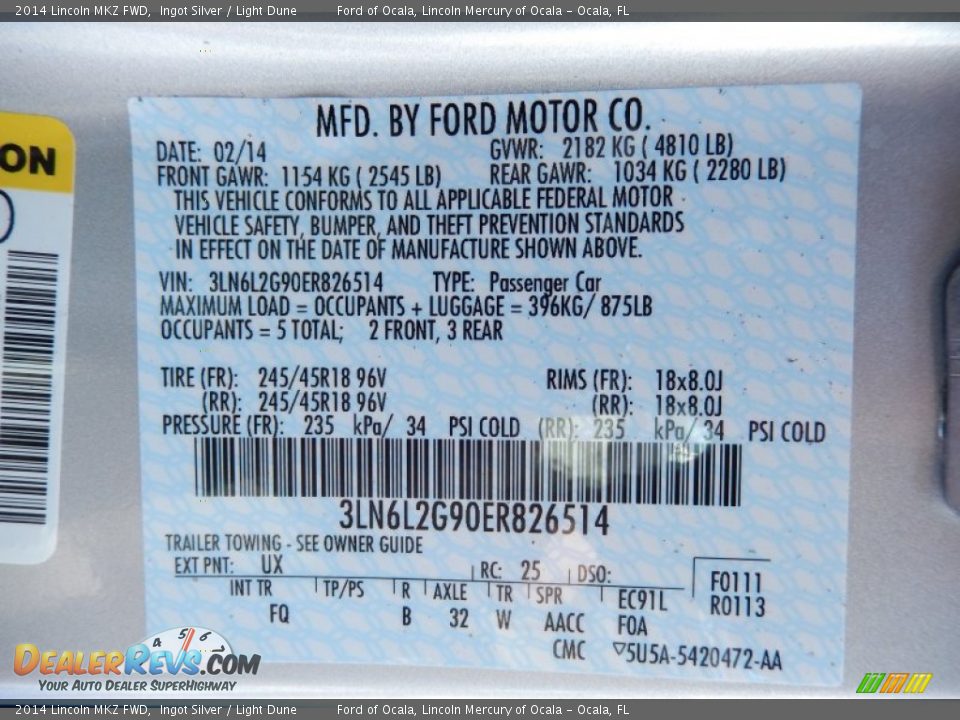 2014 Lincoln MKZ FWD, Ingot Silver / Light Dune Ford of Ocala, Lincoln Mercury of Ocala - Ocala, FL
ON
MFD. BY FORD MOTOR CO.
DATE: 02/14 GVWR: 2182 KG ( 4810 LB)
FRONT GAWR: 1154 KG ( 2545 LB) REAR GAWR: 1034 KG ( 2280 LB)
THIS VEHICLE CONFORMS TO ALL APPLICABLE FEDERAL MOTOR
VEHICLE SAFETY, BUMPER, AND THEFT PREVENTION STANDARDS
IN EFFECT ON THE DATE OF MANUFACTURE SHOWN ABOVE.
VIN: 3LN6L2G90ER826514 TYPE: Passenger Car
MAXIMUM LOAD = OCCUPANTS + LUGGAGE = 396KG/ 875LB
OCCUPANTS = 5 TOTAL; 2 FRONT, 3 REAR
TIRE (FR): 245/45R18 96V RIMS (FR): 18x8.0J
(RR): 245/45R18 96V (RR): 18x8.0J
PRESSURE (FR): 235 kPa/ 34 PSI COLD (RR): 235 kPa/ 34 PSI COLD
3LN6L2G90ER826514
TRAILER TOWING - SEE OWNER GUIDE
EXT PNT: UX RC: 25 DSO:
INT TR TP/PS R AXLE TR SPR EC91L F0111
FQ B 32 W AACC FOA R0113
CMC ▽5U5A-5420472-AA
4 5 6
DEALERREVS.COM
YOUR AUTO DEALER SUPERHIGHWAY
2014 Lincoln MKZ FWD, Ingot Silver / Light Dune Ford of Ocala, Lincoln Mercury of Ocala - Ocala, FL